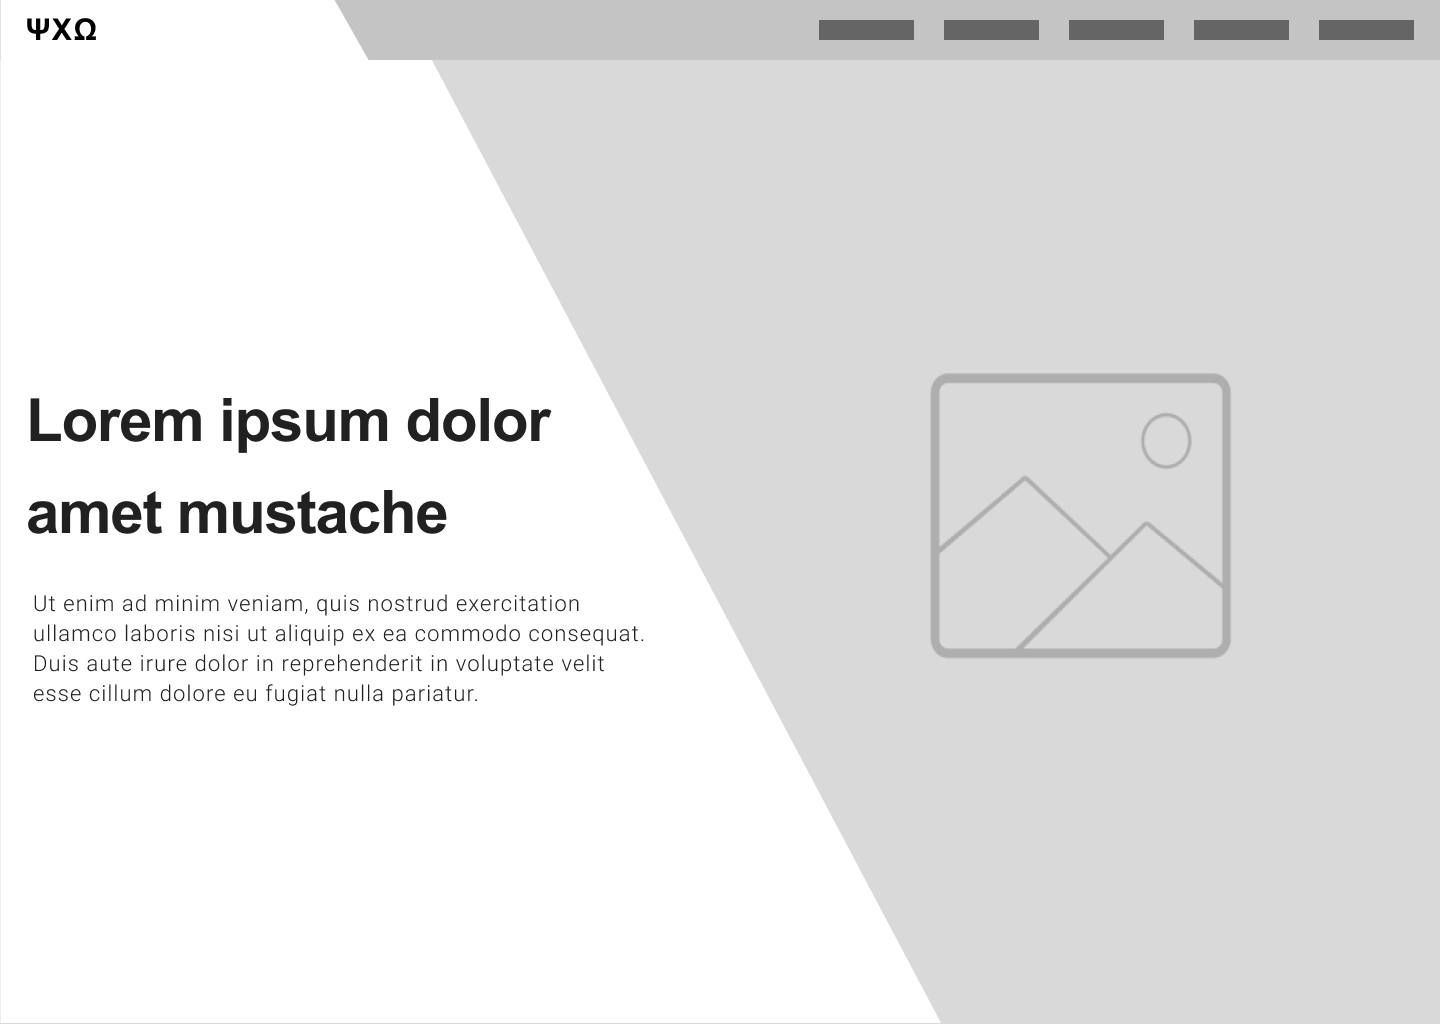 ΨΧΩ
Lorem ipsum dolor
amet mustache
Ut enim ad minim veniam, quis nostrud exercitation
ullamco laboris nisi ut aliquip ex ea commodo consequat.
Duis aute irure dolor in reprehenderit in voluptate velit
esse cillum dolore eu fugiat nulla pariatur.